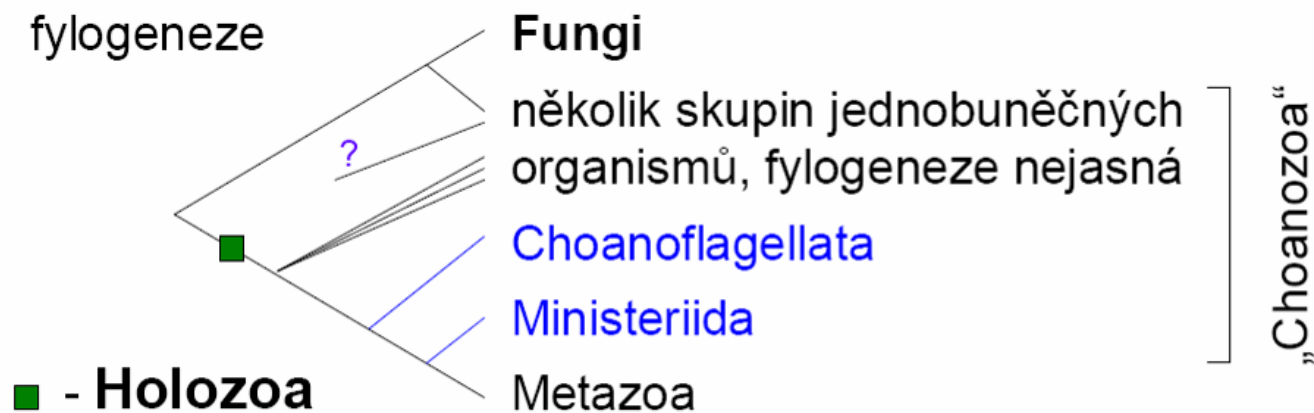 fylogeneze
Fungi
několik skupin jednobuněčných
organismů, fylogeneze nejasná
?
Choanoflagellata
Ministeriida
Metazoa
„Choanozoa“
- Holozoa